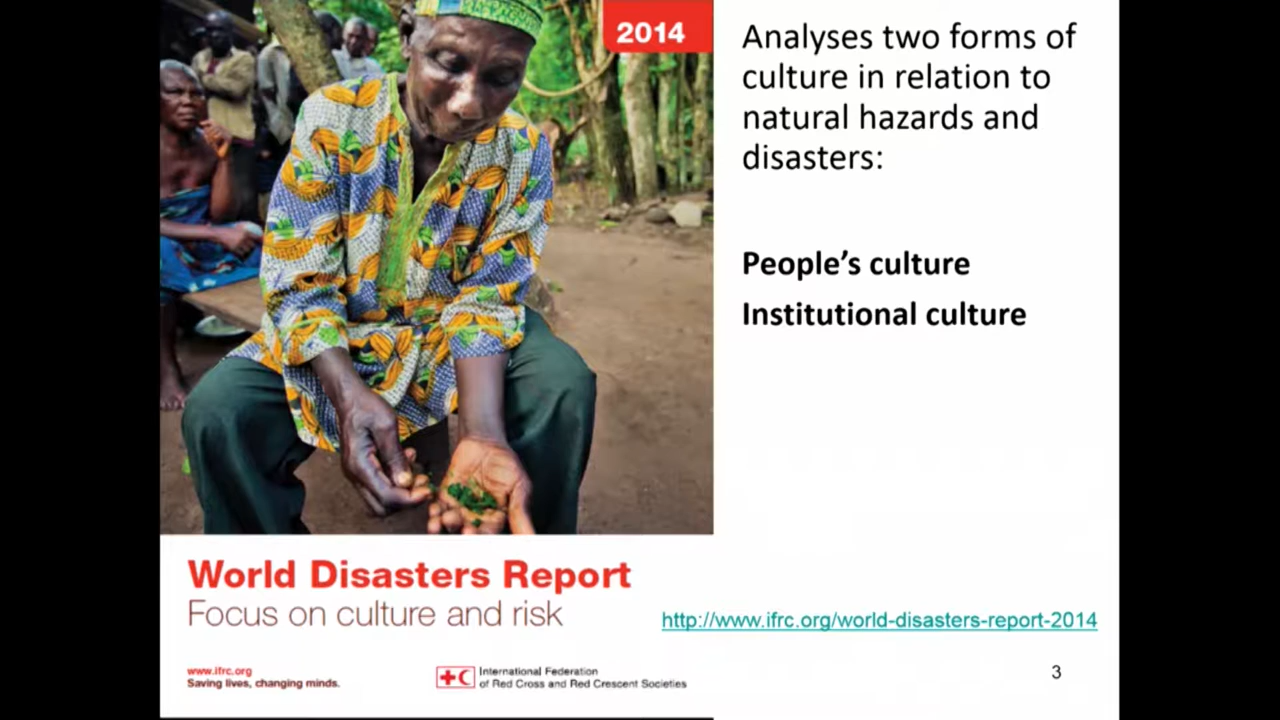 2014
World Disasters Report
Focus on culture and risk
www.ifrc.org
Saving lives, changing minds.
International Federation
of Red Cross and Red Crescent Societies
Analyses two forms of
culture in relation to
natural hazards and
disasters:
People’s culture
Institutional culture
http://www.ifrc.org/world-disasters-report-2014
3